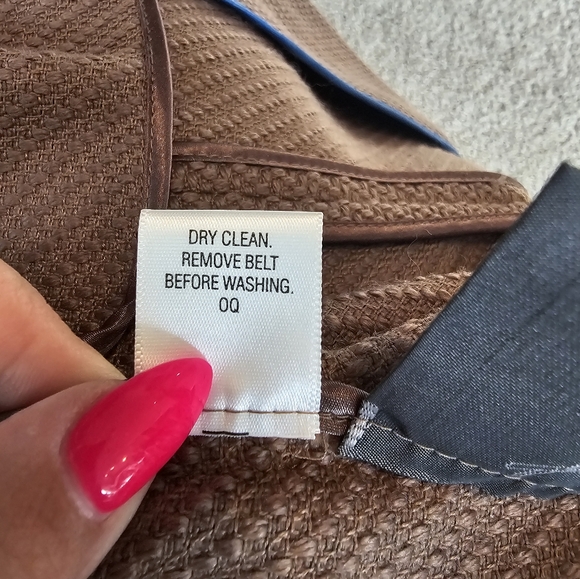 DRY CLEAN.
REMOVE BELT
BEFORE WASHING.
OQ